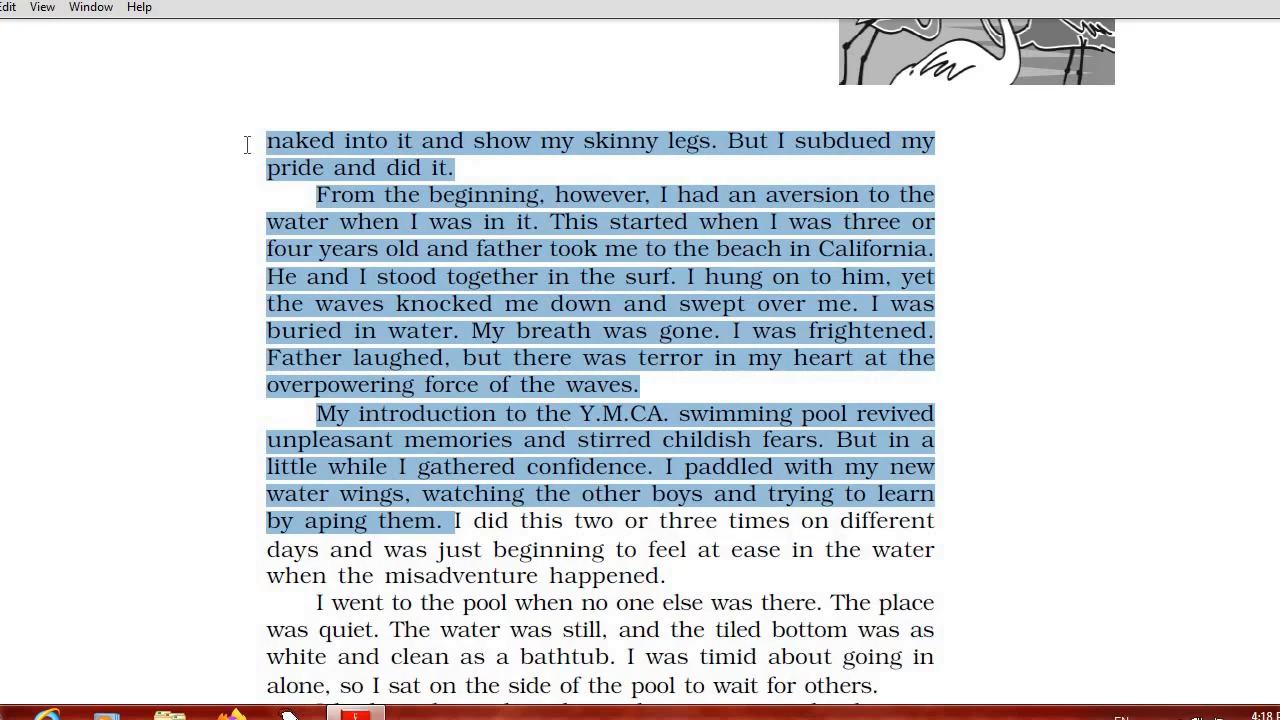 Edit View Window Help
naked into it and show my skinny legs. But I subdued my
pride and did it.
From the beginning, however, I had an aversion to the
water when I was in it. This started when I was three or
four years old and father took me to the beach in California.
He and I stood together in the surf. I hung on to him, yet
the waves knocked me down and swept over me. I was
buried in water. My breath was gone. I was frightened.
Father laughed, but there was terror in my heart at the
overpowering force of the waves.
My introduction to the Y.M.CA. swimming pool revived
unpleasant memories and stirred childish fears. But in a
little while I gathered confidence. I paddled with my new
water wings, watching the other boys and trying to learn
by aping them. I did this two or three times on different
days and was just beginning to feel at ease in the water
when the misadventure happened.
I went to the pool when no one else was there. The place
was quiet. The water was still, and the tiled bottom was as
white and clean as a bathtub. I was timid about going in
alone, so I sat on the side of the pool to wait for others.
4:18 P